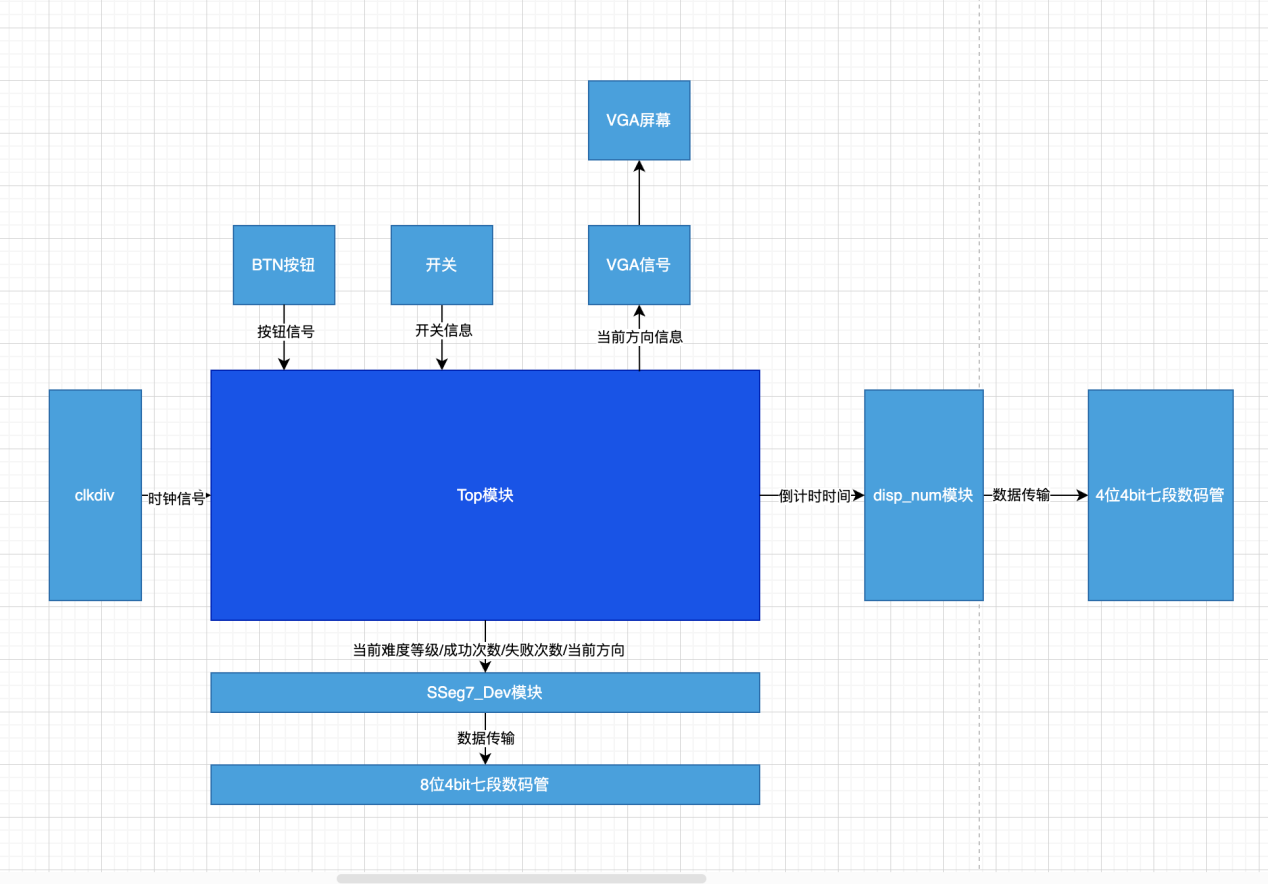 VGA屏幕
BTN按钮
开关
VGA信号
按钮信号
开关信息
当前方向信息
clkdiv
时钟信号
Top模块
倒计时时间
disp_num模块
数据传输
4位4bit七段数码管
当前难度等级/成功次数/失败次数/当前方向
SSeg7_Dev模块
数据传输
8位4bit七段数码管